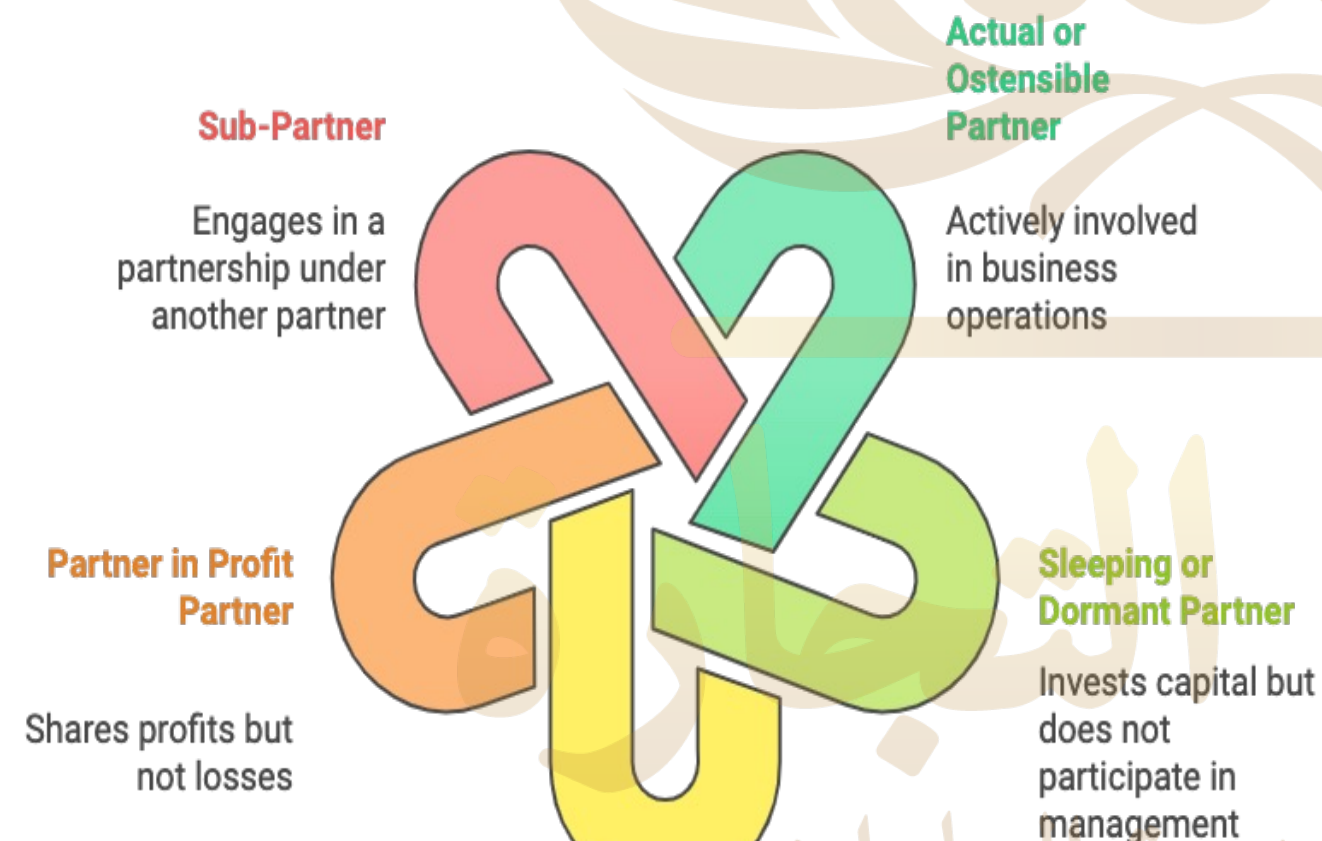 Sub-Partner
Engages in a
partnership under
another partner
Actual or
Ostensible
Partner
Actively involved
in business
operations
Partner in Profit
Partner
Shares profits but
not losses
Sleeping or
Dormant Partner
Invests capital but
does not
participate in
management
التجارة